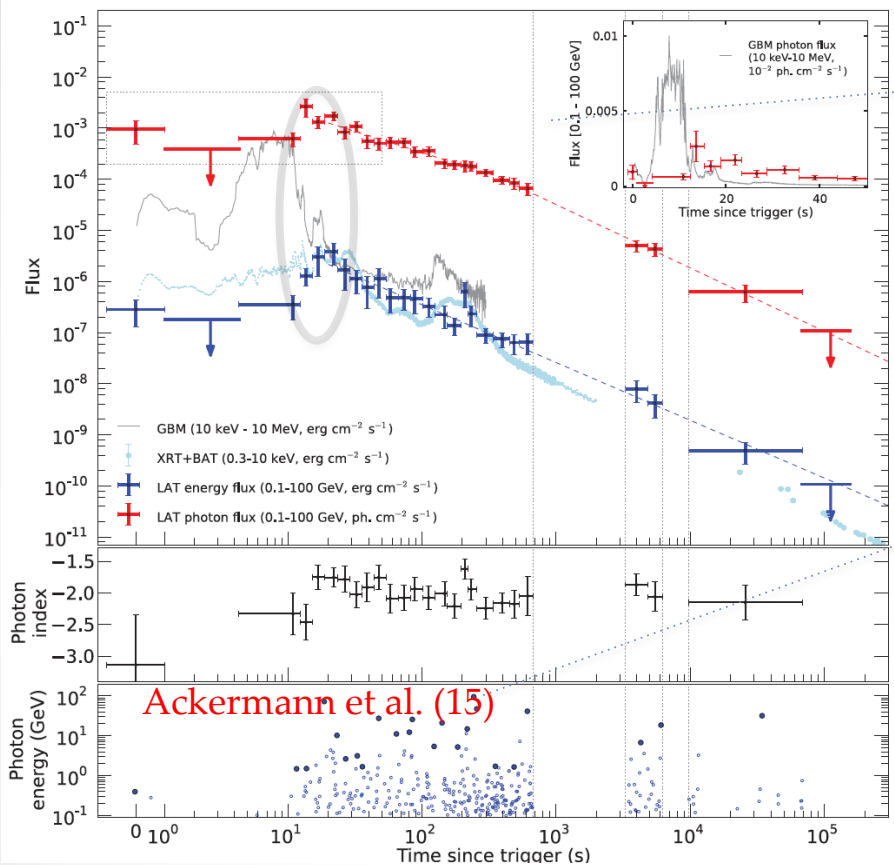 10⁻¹
10⁻²
10⁻³
10⁻⁴
10⁻⁵
10⁻⁶
10⁻⁷
10⁻⁸
10⁻⁹
10⁻¹⁰
10⁻¹¹
Flux
0.01
0.005
0
Flux [0.1 - 100 GeV]
GBM photon flux
(10 keV-10 MeV,
10⁻² ph. cm⁻² s⁻¹)
0 20 40
Time since trigger (s)
GBM (10 keV - 10 MeV, erg cm⁻² s⁻¹)
XRT+BAT (0.3-10 keV, erg cm⁻² s⁻¹)
LAT energy flux (0.1-100 GeV, erg cm⁻² s⁻¹)
LAT photon flux (0.1-100 GeV, ph. cm⁻² s⁻¹)
−1.5
−2.0
−2.5
−3.0
Photon
index
Ackermann et al. (15)
10²
10¹
10⁰
10⁻¹
Photon
energy (GeV)
0 10⁰ 10¹ 10² 10³ 10⁴ 10⁵
Time since trigger (s)